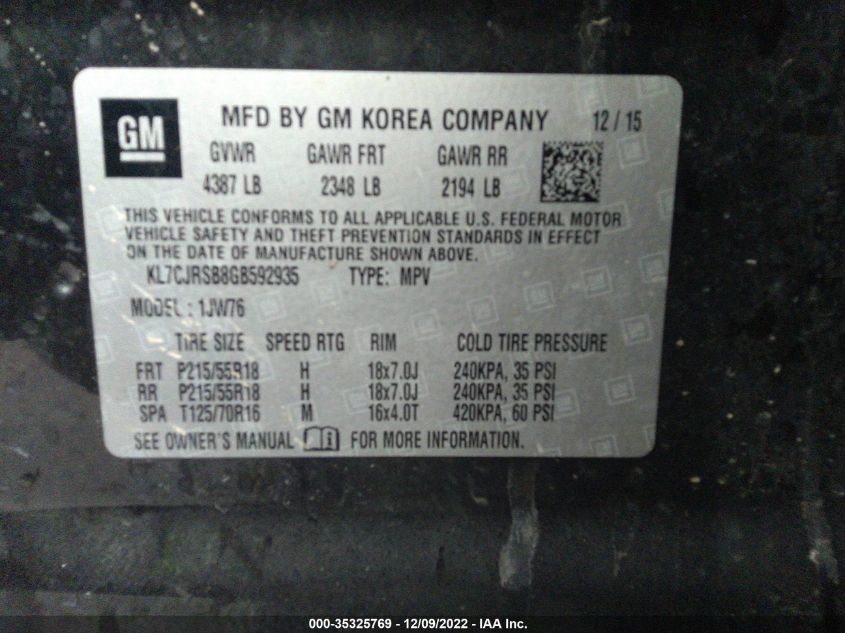 GM
MFD BY GM KOREA COMPANY 12 / 15
GVWR GAWR FRT GAWR RR
4387 LB 2348 LB 2194 LB
THIS VEHICLE CONFORMS TO ALL APPLICABLE U.S. FEDERAL MOTOR
VEHICLE SAFETY AND THEFT PREVENTION STANDARDS IN EFFECT
ON THE DATE OF MANUFACTURE SHOWN ABOVE.
KL7CJRSB8GB592935 TYPE: MPV
MODEL : 1JW76
TIRE SIZE SPEED RTG RIM COLD TIRE PRESSURE
FRT P215/55R18 H 18x7.0J 240KPA, 35 PSI
RR P215/55R18 H 18x7.0J 240KPA, 35 PSI
SPA T125/70R16 M 16x4.0T 420KPA, 60 PSI
SEE OWNER'S MANUAL i FOR MORE INFORMATION.
000-35325769 - 12/09/2022 - IAA Inc.